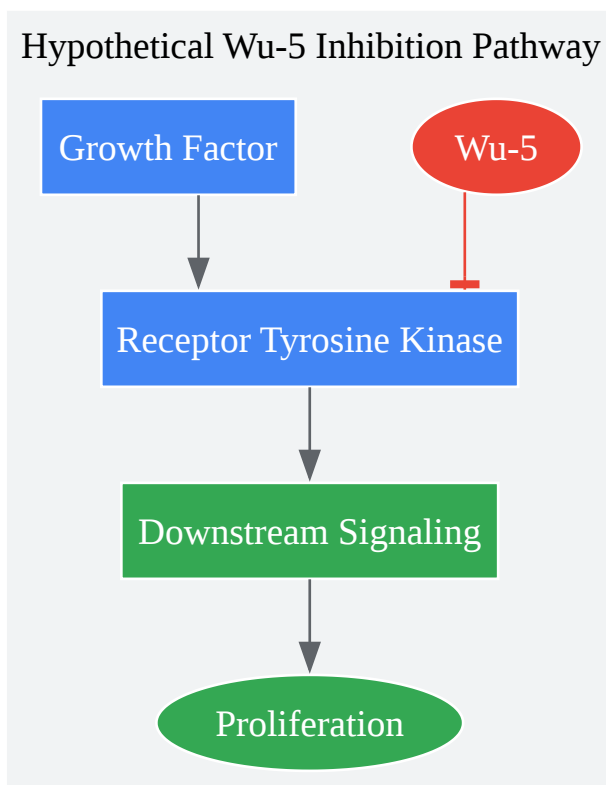 Hypothetical Wu-5 Inhibition Pathway
Growth Factor
Wu-5
Receptor Tyrosine Kinase
Downstream Signaling
Proliferation